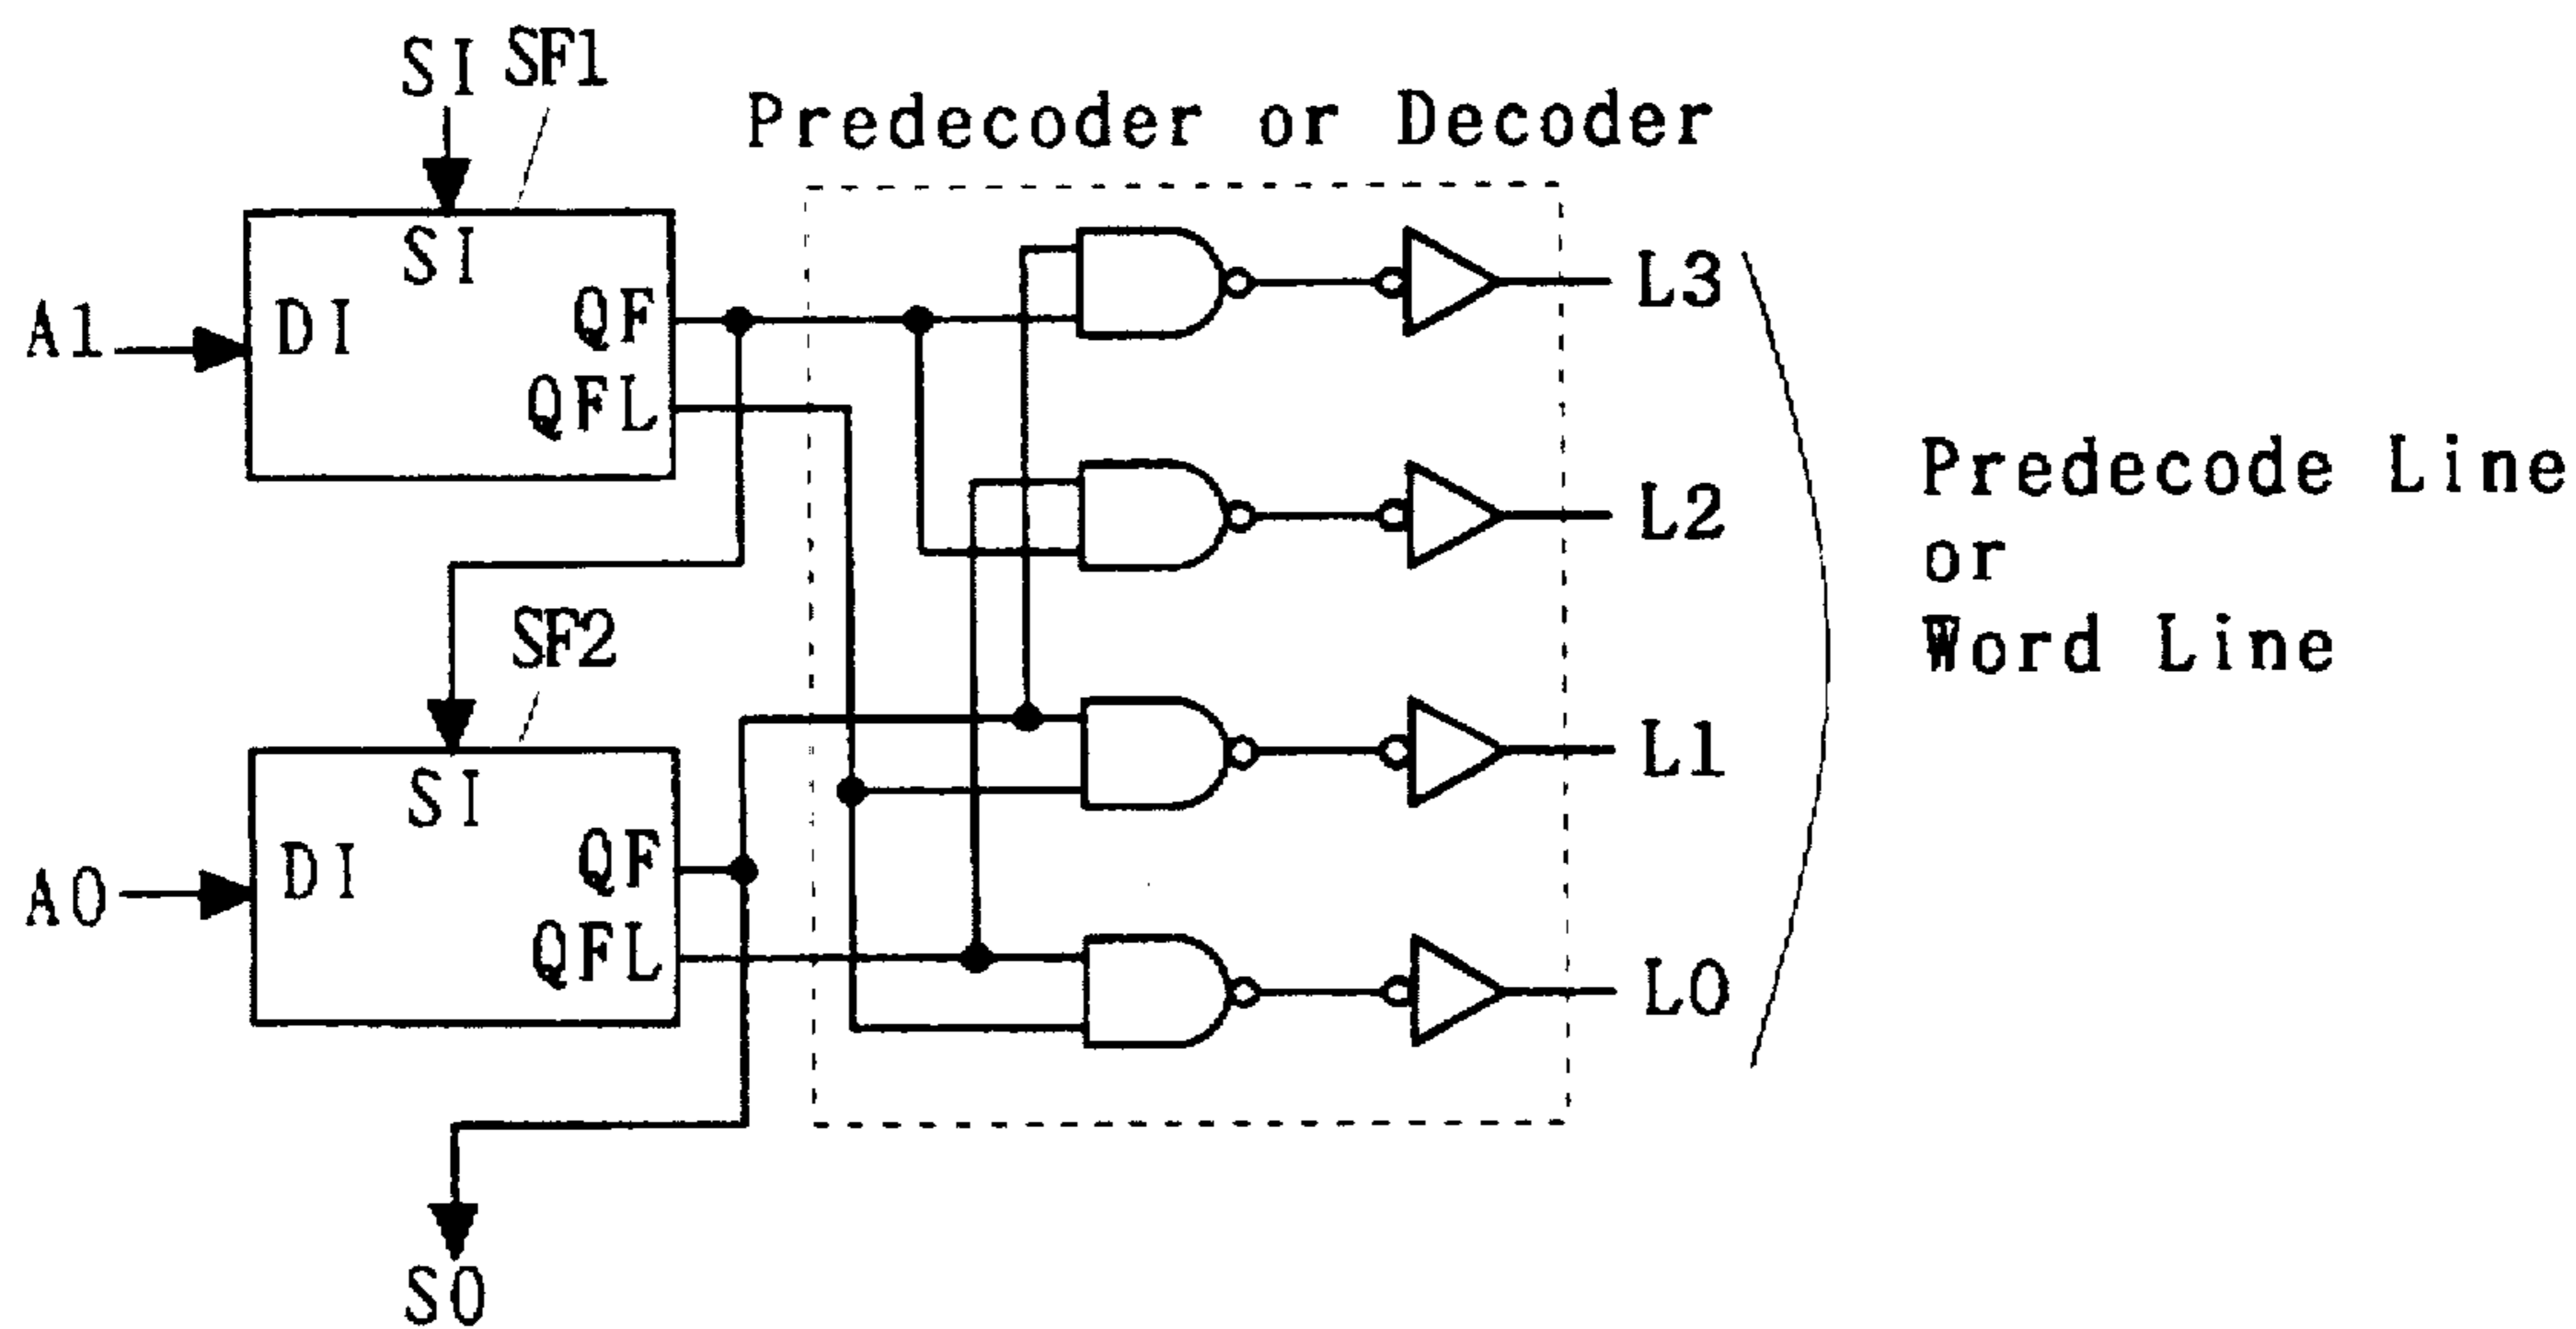 SI SF1
Predecoder or Decoder
SI
A1
DI
QF
QFL
L3
L2
Predecode Line
or
Word Line
SF2
SI
A0
DI
QF
QFL
L1
L0
SO